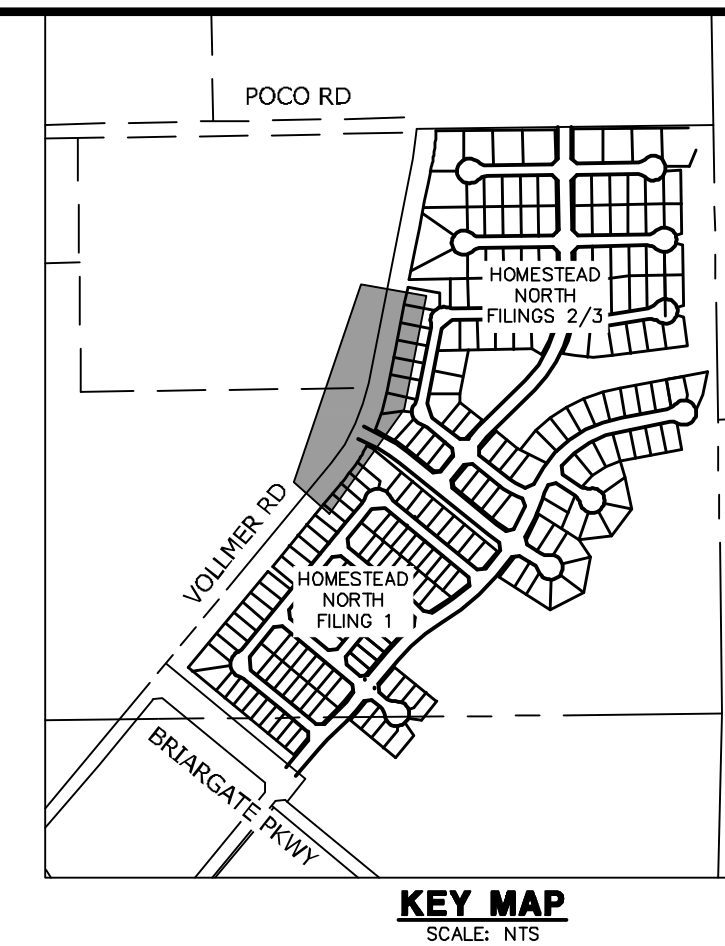 POCO RD
HOMESTEAD
NORTH
FILINGS 2/3
VOLLMER RD
HOMESTEAD
NORTH
FILING 1
BRIARGATE PKWY
KEY MAP
SCALE: NTS